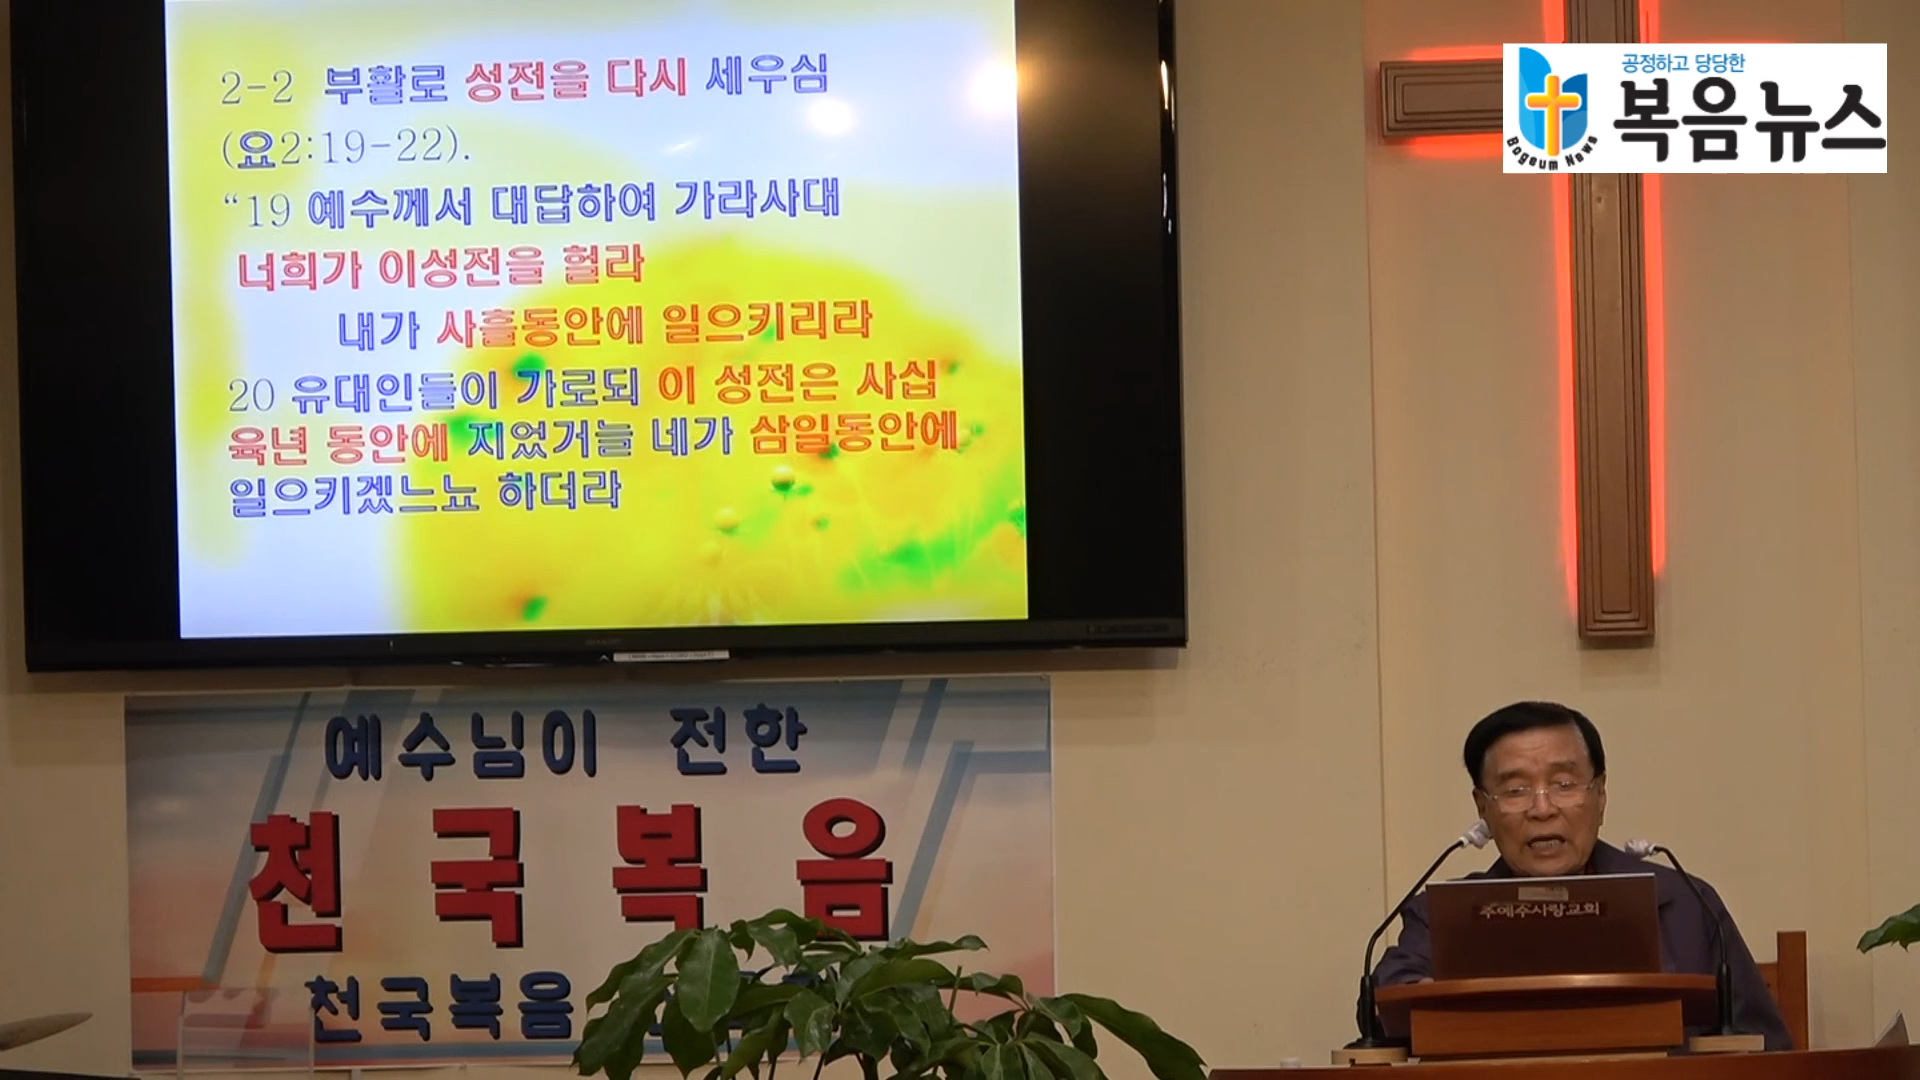 2-2 부활로 성전을 다시 세우심
(요2:19-22).
“19 예수께서 대답하여 가라사대
너희가 이성전을 헐라
내가 사흘동안에 일으키리라
20 유대인들이 가로되 이 성전은 사십
육년 동안에 지었거늘 네가 삼일동안에
일으키겠느뇨 하더라
공정하고 당당한
복음뉴스
Bogeum News
예수님이 전한
천국복음
천국복음
주예수사랑교회